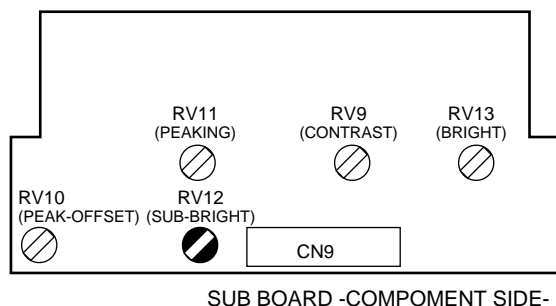 RV11
(PEAKING)
RV9
(CONTRAST)
RV13
(BRIGHT)
RV10
(PEAK-OFFSET)
RV12
(SUB-BRIGHT)
CN9
SUB BOARD -COMPOMENT SIDE-